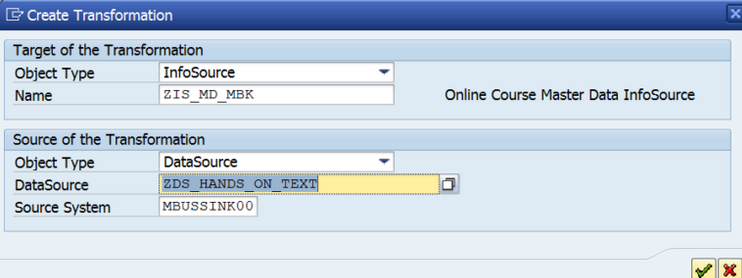 Create Transformation
Target of the Transformation
Object Type InfoSource
Name ZIS_MD_MBK Online Course Master Data InfoSource
Source of the Transformation
Object Type DataSource
DataSource ZDS_HANDS_ON_TEXT
Source System MBUSSINK00